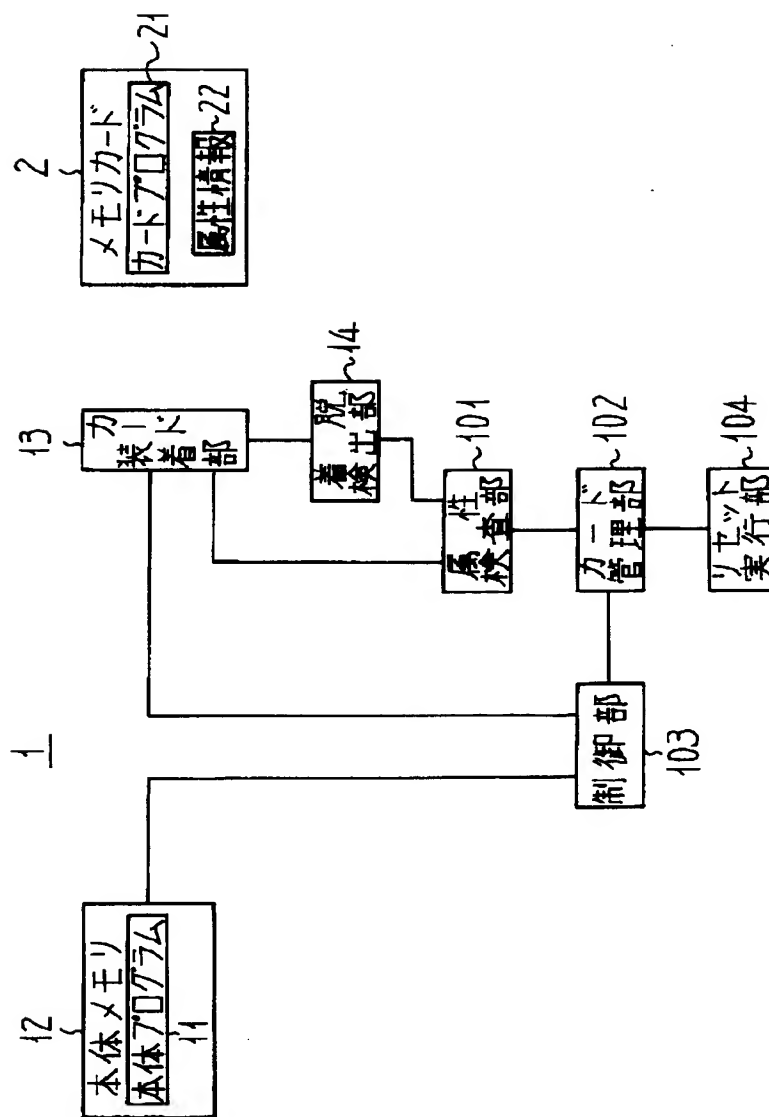 1
12
本体メモリ
本体プログラム
11
13
カード
装着部
2
メモリカード
カードプログラム
21
属性情報
22
脱
着検出部
14
属性
検査部
101
カード
管理部
102
制御部
103
リセット
実行部
104